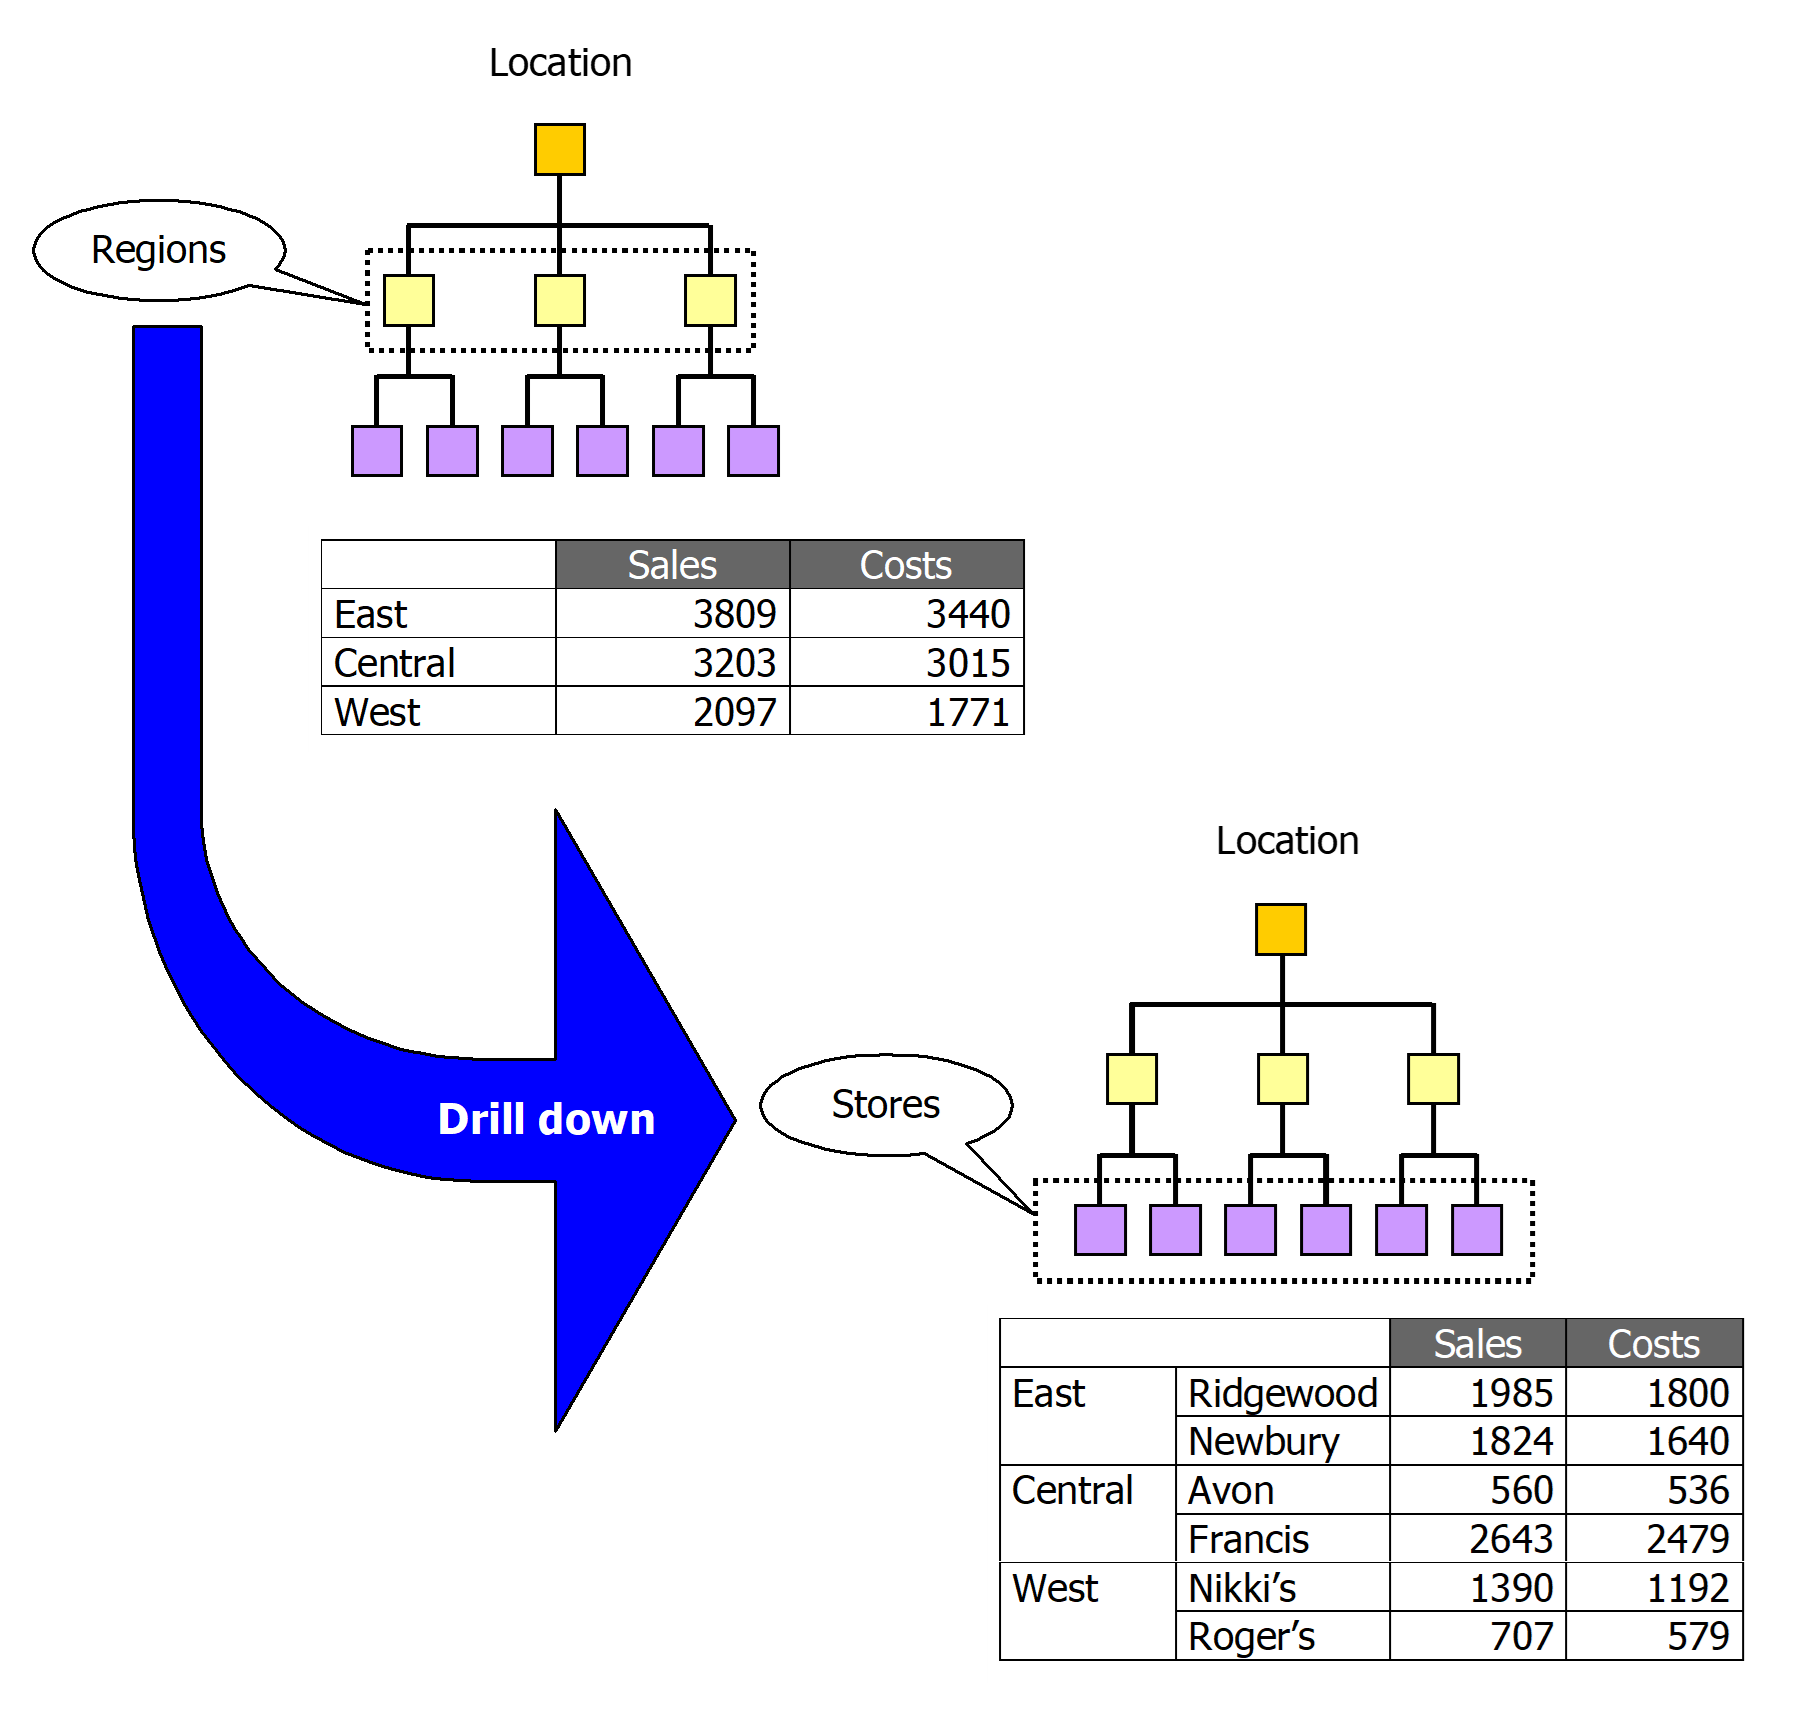 Location
Regions
Sales Costs
East 3809 3440
Central 3203 3015
West 2097 1771
Location
Stores
Drill down
Sales Costs
East Ridgewood 1985 1800
Newbury 1824 1640
Central Avon 560 536
Francis 2643 2479
West Nikki’s 1390 1192
Roger’s 707 579